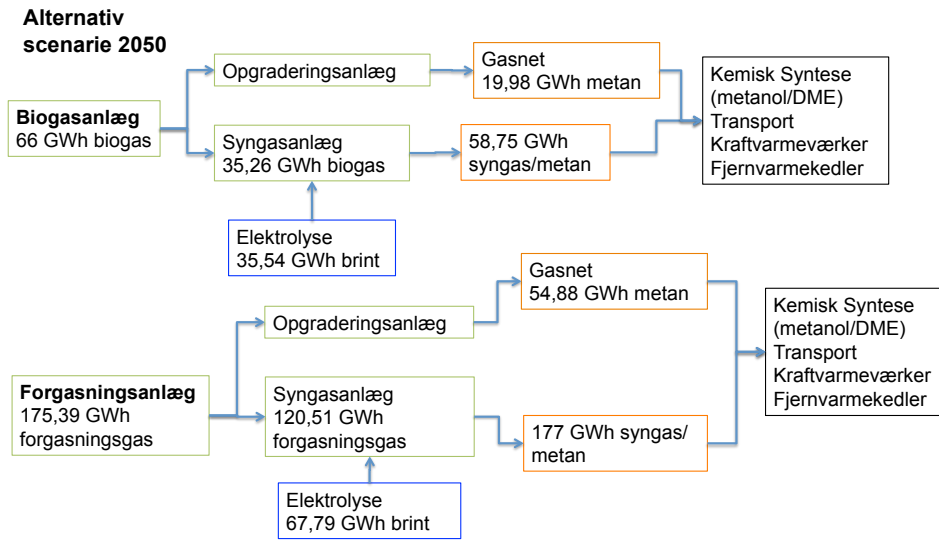 Alternativ
scenarie 2050
Biogasanlæg
66 GWh biogas
Opgraderingsanlæg
Gasnet
19,98 GWh metan
Syngasanlæg
35,26 GWh biogas
58,75 GWh
syngas/metan
Elektrolyse
35,54 GWh brint
Kemisk Syntese
(metanol/DME)
Transport
Kraftvarmeværker
Fjernvarmekedler
Forgasningsanlæg
175,39 GWh
forgasningsgas
Opgraderingsanlæg
Gasnet
54,88 GWh metan
Syngasanlæg
120,51 GWh
forgasningsgas
177 GWh syngas/
metan
Elektrolyse
67,79 GWh brint
Kemisk Syntese
(metanol/DME)
Transport
Kraftvarmeværker
Fjernvarmekedler